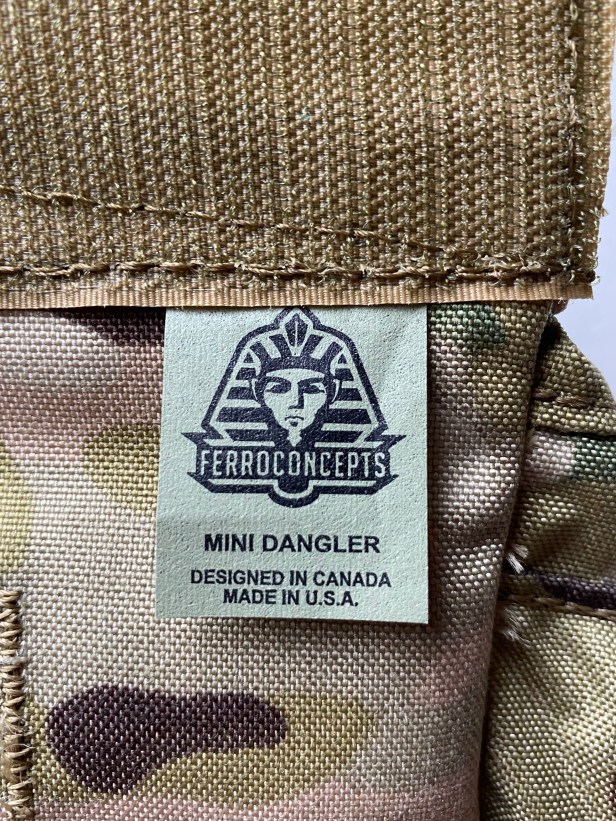 FERROCONCEPTS
MINI DANGLER
DESIGNED IN CANADA
MADE IN U.S.A.